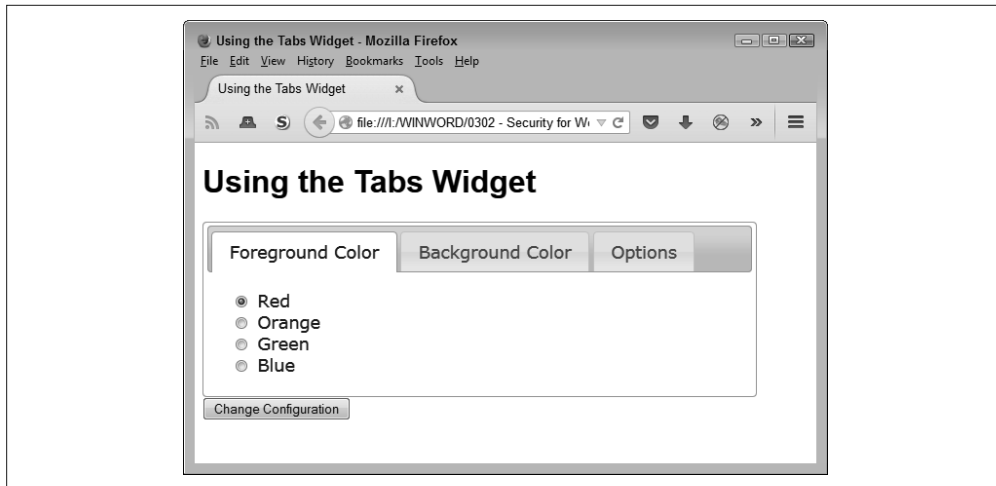 Using the Tabs Widget - Mozilla Firefox
File Edit View History Bookmarks Tools Help
Using the Tabs Widget ×
file:///I:/WINWORD/0302 - Security for W
Using the Tabs Widget
Foreground Color Background Color Options
Red
Orange
Green
Blue
Change Configuration